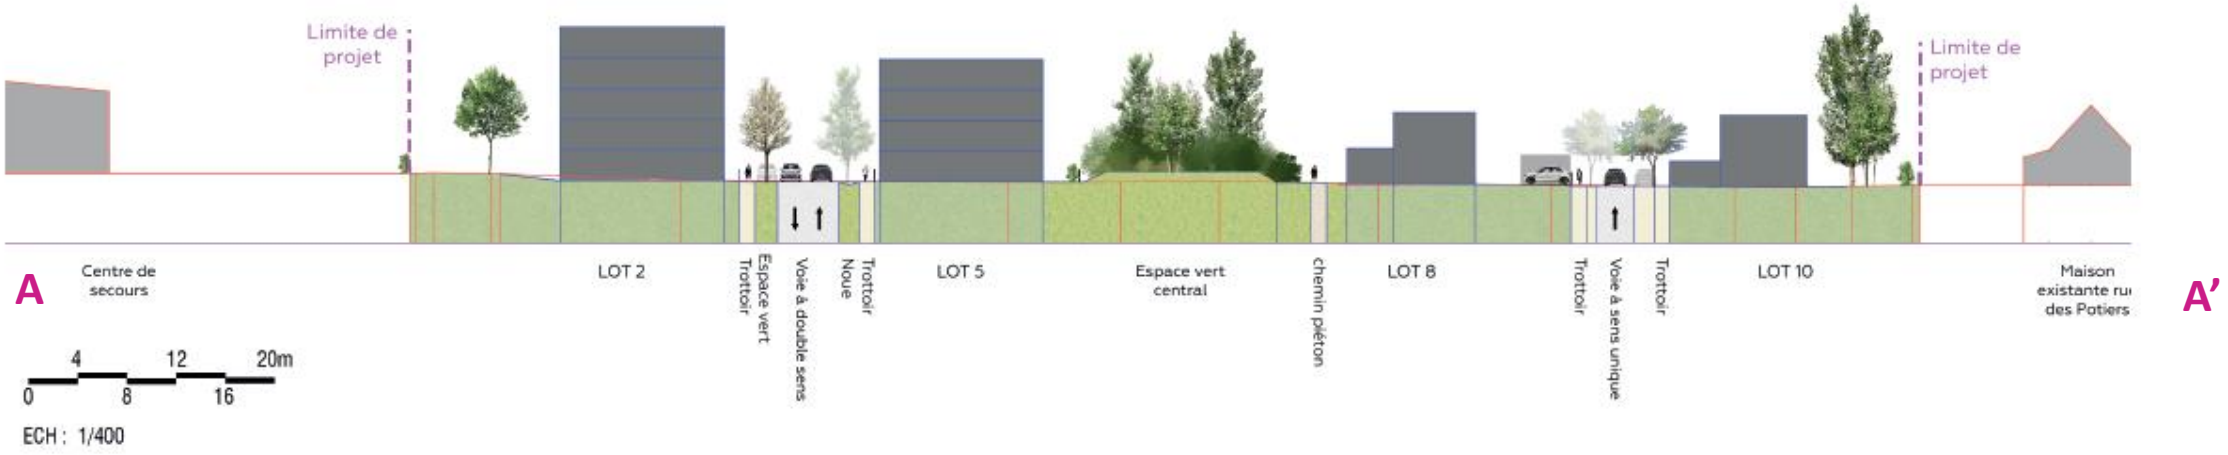 Limite de
projet
Limite de
projet
A
Centre de
secours
LOT 2
Trottoir
Espace vert
Voie à double sens
Noue
Trottoir
LOT 5
Espace vert
central
chemin piéton
LOT 8
Trottoir
Voie à sens unique
Trottoir
LOT 10
Maison
existante ru
des Potiers
A’
4 12 20m
0 8 16
ECH : 1/400